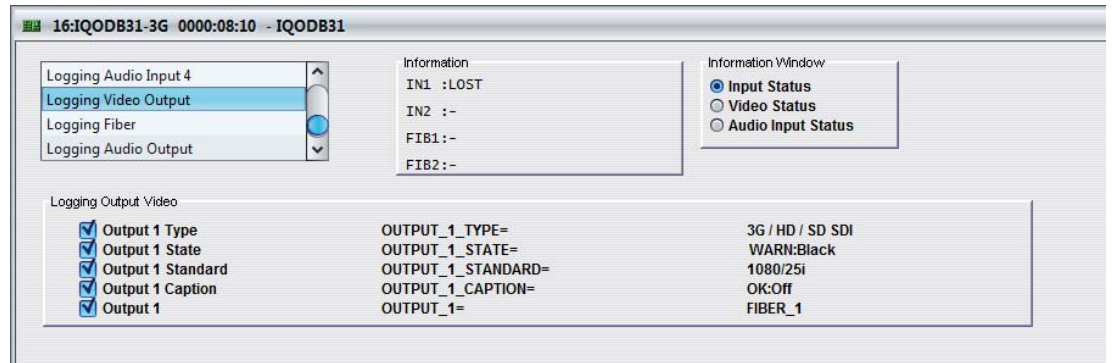 16:IQODB31-3G 0000:08:10 - IQODB31
Logging Audio Input 4
Logging Video Output
Logging Fiber
Logging Audio Output
Information
IN1 :LOST
IN2 :-
FIB1:-
FIB2:-
Information Window
Input Status
Video Status
Audio Input Status
Logging Output Video
Output 1 Type OUTPUT_1_TYPE= 3G / HD / SD SDI
Output 1 State OUTPUT_1_STATE= WARN:Black
Output 1 Standard OUTPUT_1_STANDARD= 1080/25i
Output 1 Caption OUTPUT_1_CAPTION= OK:Off
Output 1 OUTPUT_1= FIBER_1